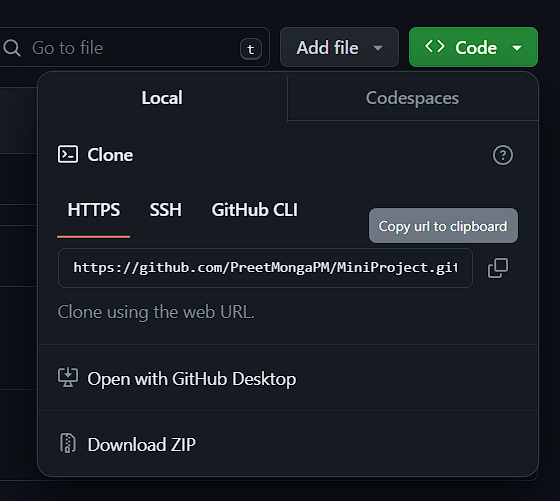 Go to file
t
Add file
<> Code
Local
Codespaces
Clone
?
HTTPS
SSH
GitHub CLI
Copy url to clipboard
https://github.com/PreetMongaPM/MiniProject.git
Clone using the web URL.
Open with GitHub Desktop
Download ZIP